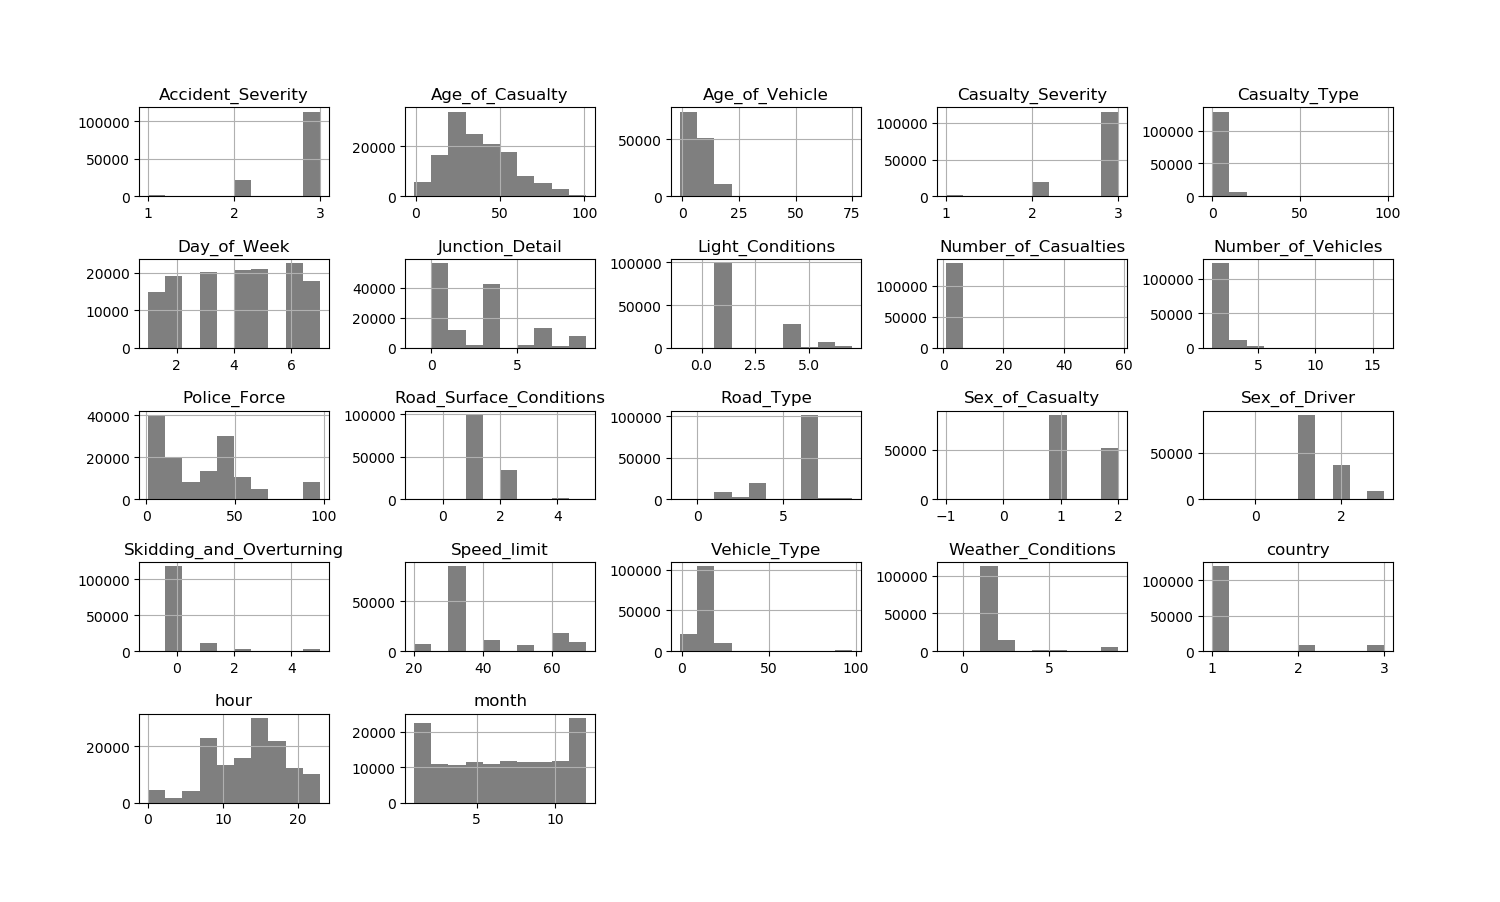 Accident_Severity Age_of_Casualty Age_of_Vehicle Casualty_Severity Casualty_Type
100000 50000 0 20000 0 50000 0 100000 50000 0 100000 50000 0
1 2 3 0 50 100 0 25 50 75 1 2 3 0 50 100
Day_of_Week Junction_Detail Light_Conditions Number_of_Casualties Number_of_Vehicles
20000 10000 0 40000 20000 0 100000 50000 0 100000 50000 0 100000 50000 0
2 4 6 0 5 0.0 2.5 5.0 0 20 40 60 5 10 15
Police_Force Road_Surface_Conditions Road_Type Sex_of_Casualty Sex_of_Driver
40000 20000 0 100000 50000 0 100000 50000 0 50000 0 50000 0
0 50 100 0 2 4 0 5 −1 0 1 2 0 2
Skidding_and_Overturning Speed_limit Vehicle_Type Weather_Conditions country
100000 50000 0 50000 0 100000 50000 0 100000 50000 0 100000 50000 0
0 2 4 20 40 60 0 50 100 0 5 1 2 3
hour month
20000 0 20000 10000 0
0 10 20 5 10